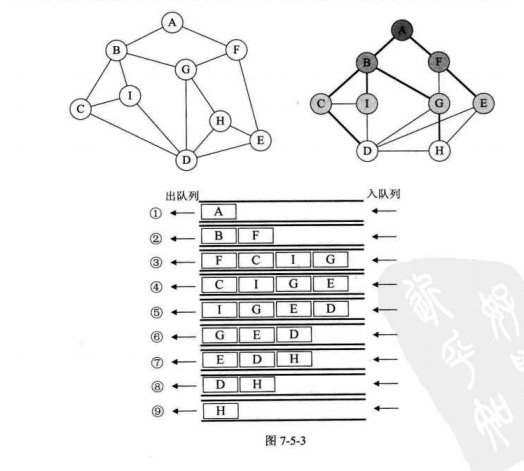 A
B
F
G
I
C
H
E
D
A
B
F
C
I
G
E
D
H
出队列 入队列
① A
② B F
③ F C I G
④ C I G E
⑤ I G E D
⑥ G E D
⑦ E D H
⑧ D H
⑨ H
图 7-5-3